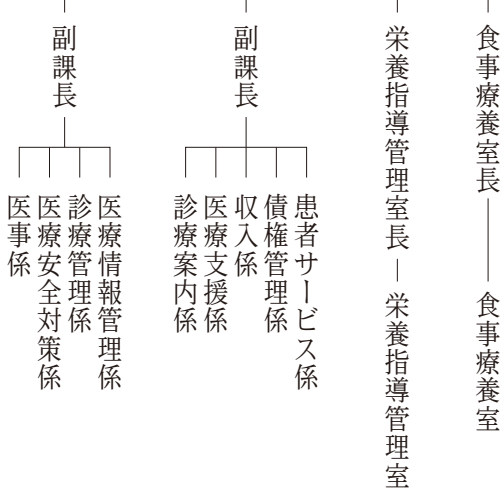 食事療養室長
食事療養室
栄養指導管理室長
栄養指導管理室
副課長
患者サービス係
債権管理係
収入係
医療支援係
診療案内係
副課長
医療情報管理係
診療管理係
医療安全対策係
医事係